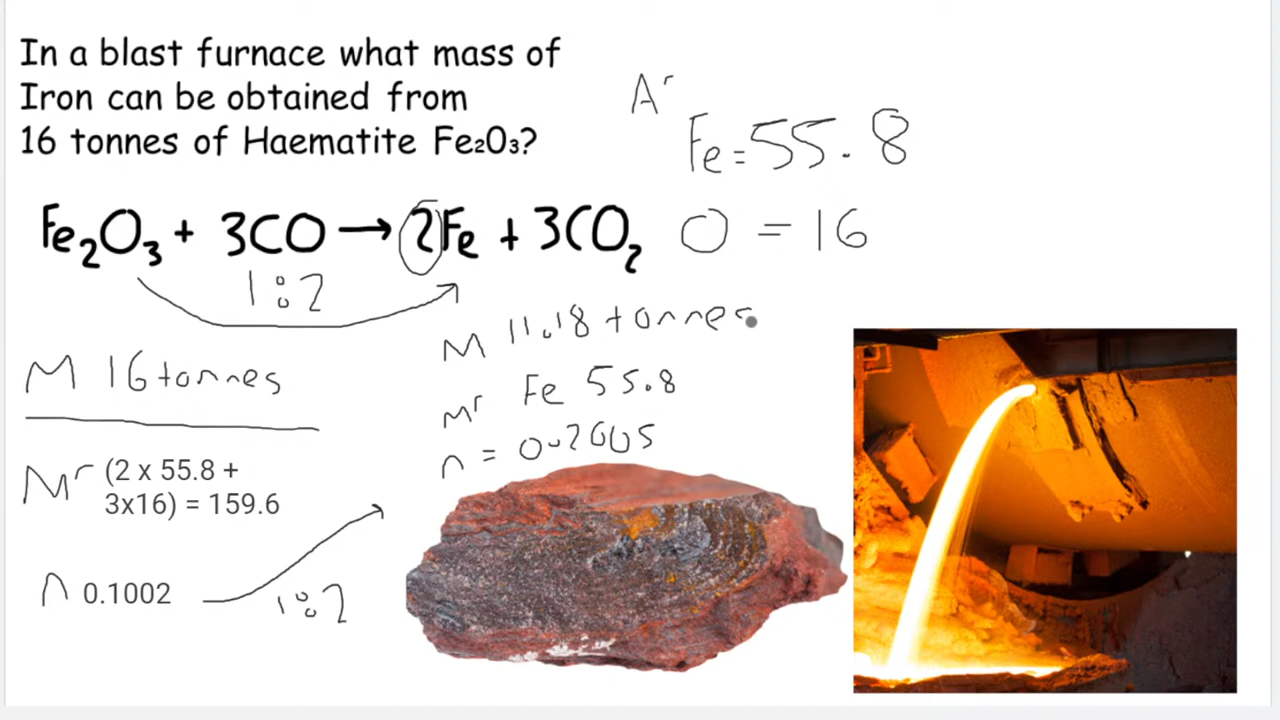 In a blast furnace what mass of
Iron can be obtained from
16 tonnes of Haematite Fe₂O₃?
Ar
Fe = 55.8
O = 16
Fe₂O₃ + 3CO → 2Fe + 3CO₂
1:2
M 16 tonnes
Mr (2 x 55.8 +
3x16) = 159.6
n 0.1002
1:2
M 11.18 tonnes
Mr Fe 55.8
n = 0.2005